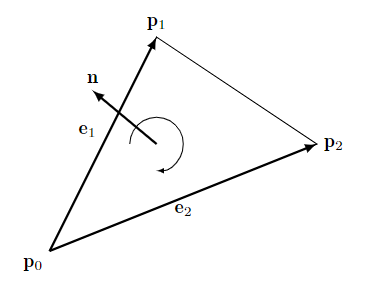 p₁
n
e₁
p₂
e₂
p₀